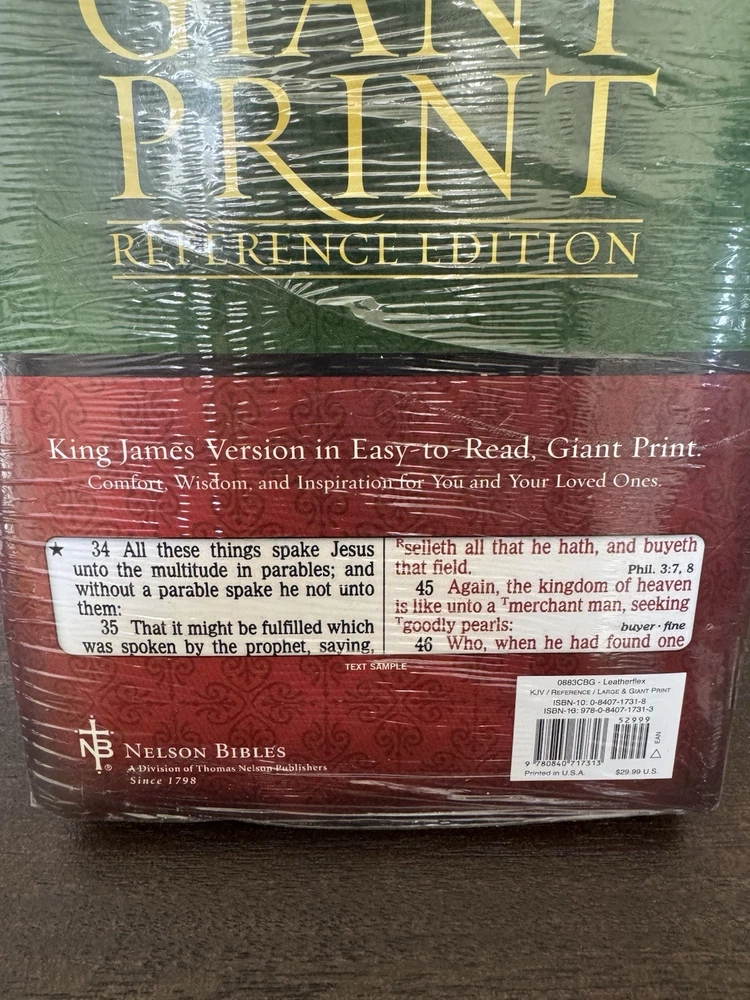 GIANT
PRINT
REFERENCE EDITION
King James Version in Easy-to-Read, Giant Print.
Comfort, Wisdom, and Inspiration for You and Your Loved Ones.
★ 34 All these things spake Jesus
unto the multitude in parables; and
without a parable spake he not unto
them:
35 That it might be fulfilled which
was spoken by the prophet, saying,
Rselleth all that he hath, and buyeth
that field. Phil. 3:7, 8
45 Again, the kingdom of heaven
is like unto a Tmerchant man, seeking
Tgoodly pearls: buyer · fine
46 Who, when he had found one
TEXT SAMPLE
0883CBG - Leatherflex
KJV / REFERENCE / LARGE & GIANT PRINT
ISBN-10: 0-8407-1731-8
ISBN-13: 978-0-8407-1731-3
52999
EAN
9 780840 717313
Printed in U.S.A. $29.99 U.S.
NB ® NELSON BIBLES
A Division of Thomas Nelson Publishers
Since 1798